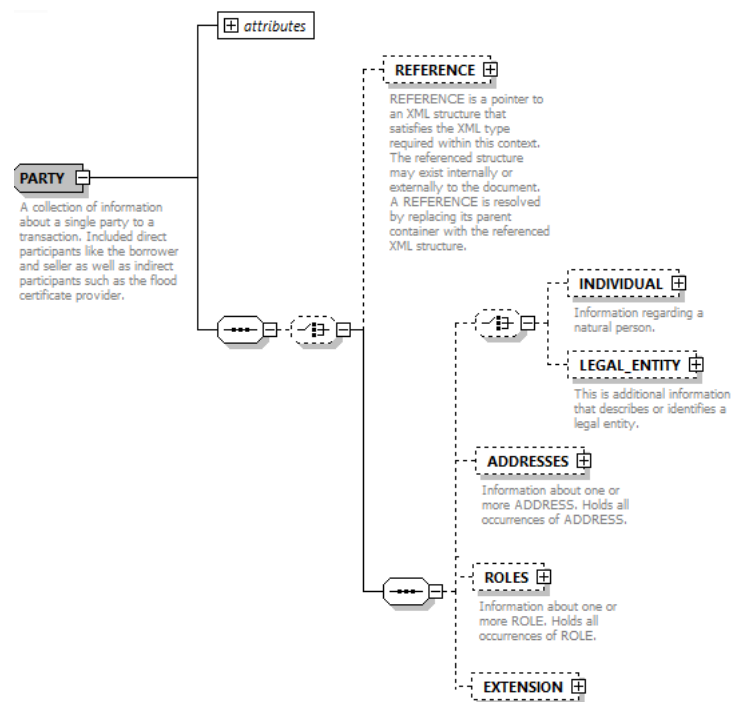 attributes
REFERENCE
REFERENCE is a pointer to
an XML structure that
satisfies the XML type
required within this context.
The referenced structure
may exist internally or
externally to the document.
A REFERENCE is resolved
by replacing its parent
container with the referenced
XML structure.
PARTY
A collection of information
about a single party to a
transaction. Included direct
participants like the borrower
and seller as well as indirect
participants such as the flood
certificate provider.
INDIVIDUAL
Information regarding a
natural person.
LEGAL_ENTITY
This is additional information
that describes or identifies a
legal entity.
ADDRESSES
Information about one or
more ADDRESS. Holds all
occurrences of ADDRESS.
ROLES
Information about one or
more ROLE. Holds all
occurrences of ROLE.
EXTENSION